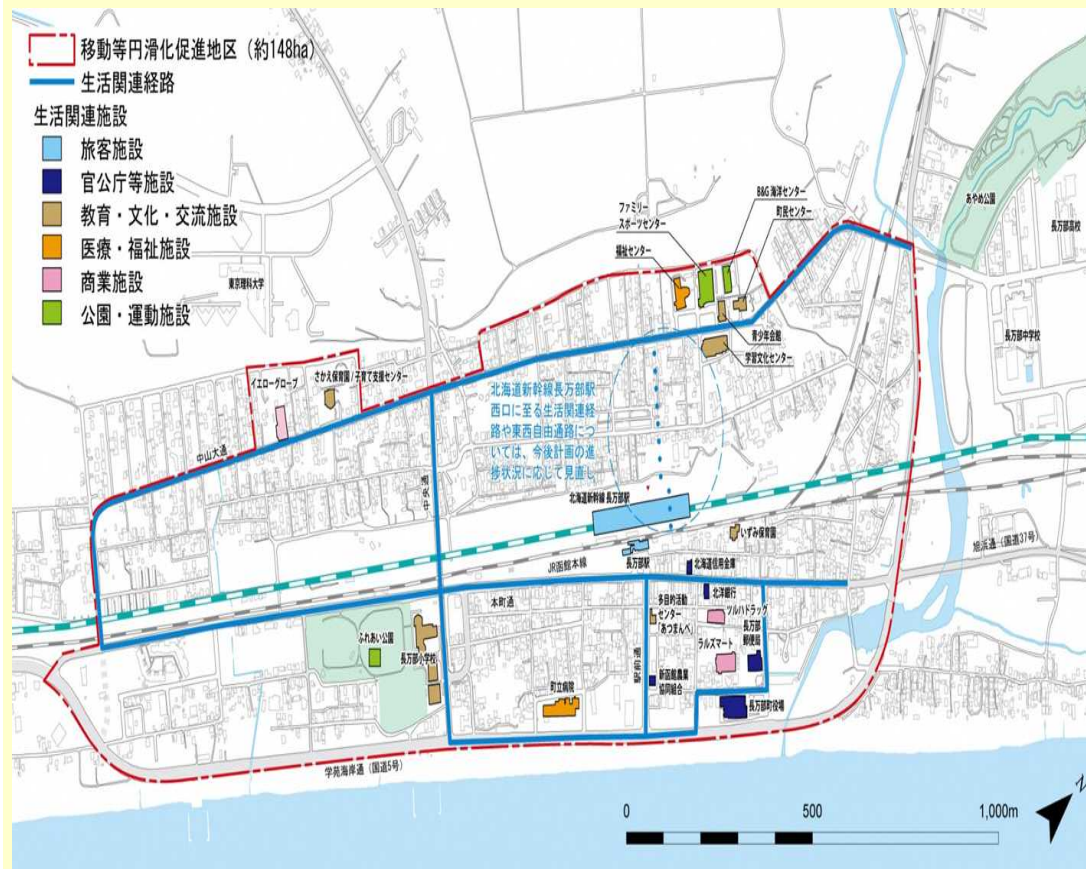 移動等円滑化促進地区（約148ha）
生活関連経路
生活関連施設
旅客施設
官公庁等施設
教育・文化・交流施設
医療・福祉施設
商業施設
公園・運動施設
東京理科大学
ファミリー
スポーツセンター
福祉センター
B&G 海洋センター
町民センター
あやめ公園
長万部高校
長万部中学校
青少年会館
学習文化センター
イエローグローブ
さかえ保育園/子育て支援センター
中山大通
中央通
北海道新幹線長万部駅
西口に至る生活関連経
路や東西自由通路につ
いては、今後計画の進
捗状況に応じて見直し
北海道新幹線 長万部駅
いずみ保育園
長万部駅
JR函館本線
北海道信用金庫
旭浜通（国道37号）
本町通
北洋銀行
多目的活動
センター
「あつまんべ」
ツルハドラッグ
長万部
郵便局
ラルズマート
ふれあい公園
長万部小学校
駅前通
新函館農業
協同組合
町立病院
長万部町役場
学苑海岸通（国道5号）
0
500
1,000m
N